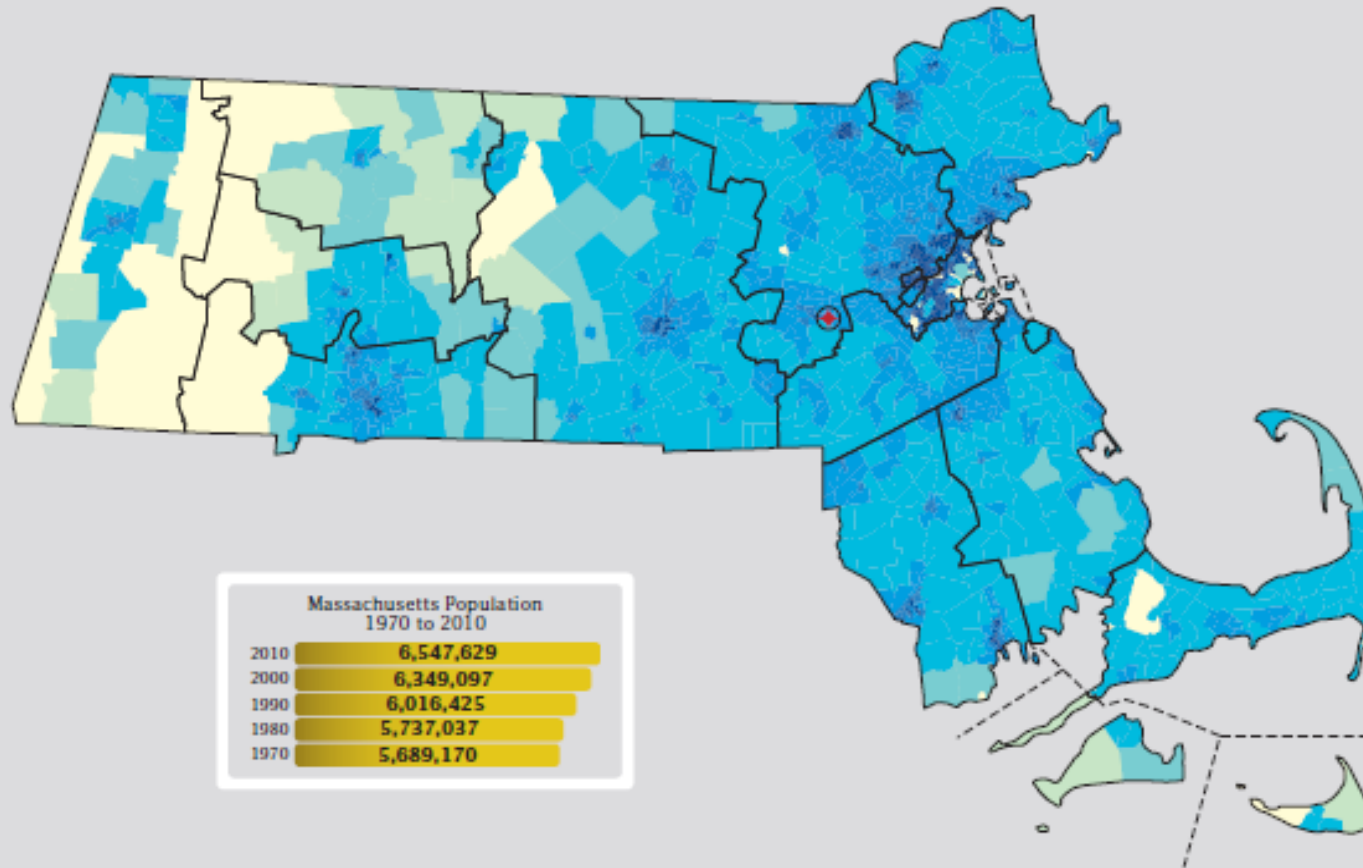 Massachusetts Population
1970 to 2010
2010 6,547,629
2000 6,349,097
1990 6,016,425
1980 5,737,037
1970 5,689,170